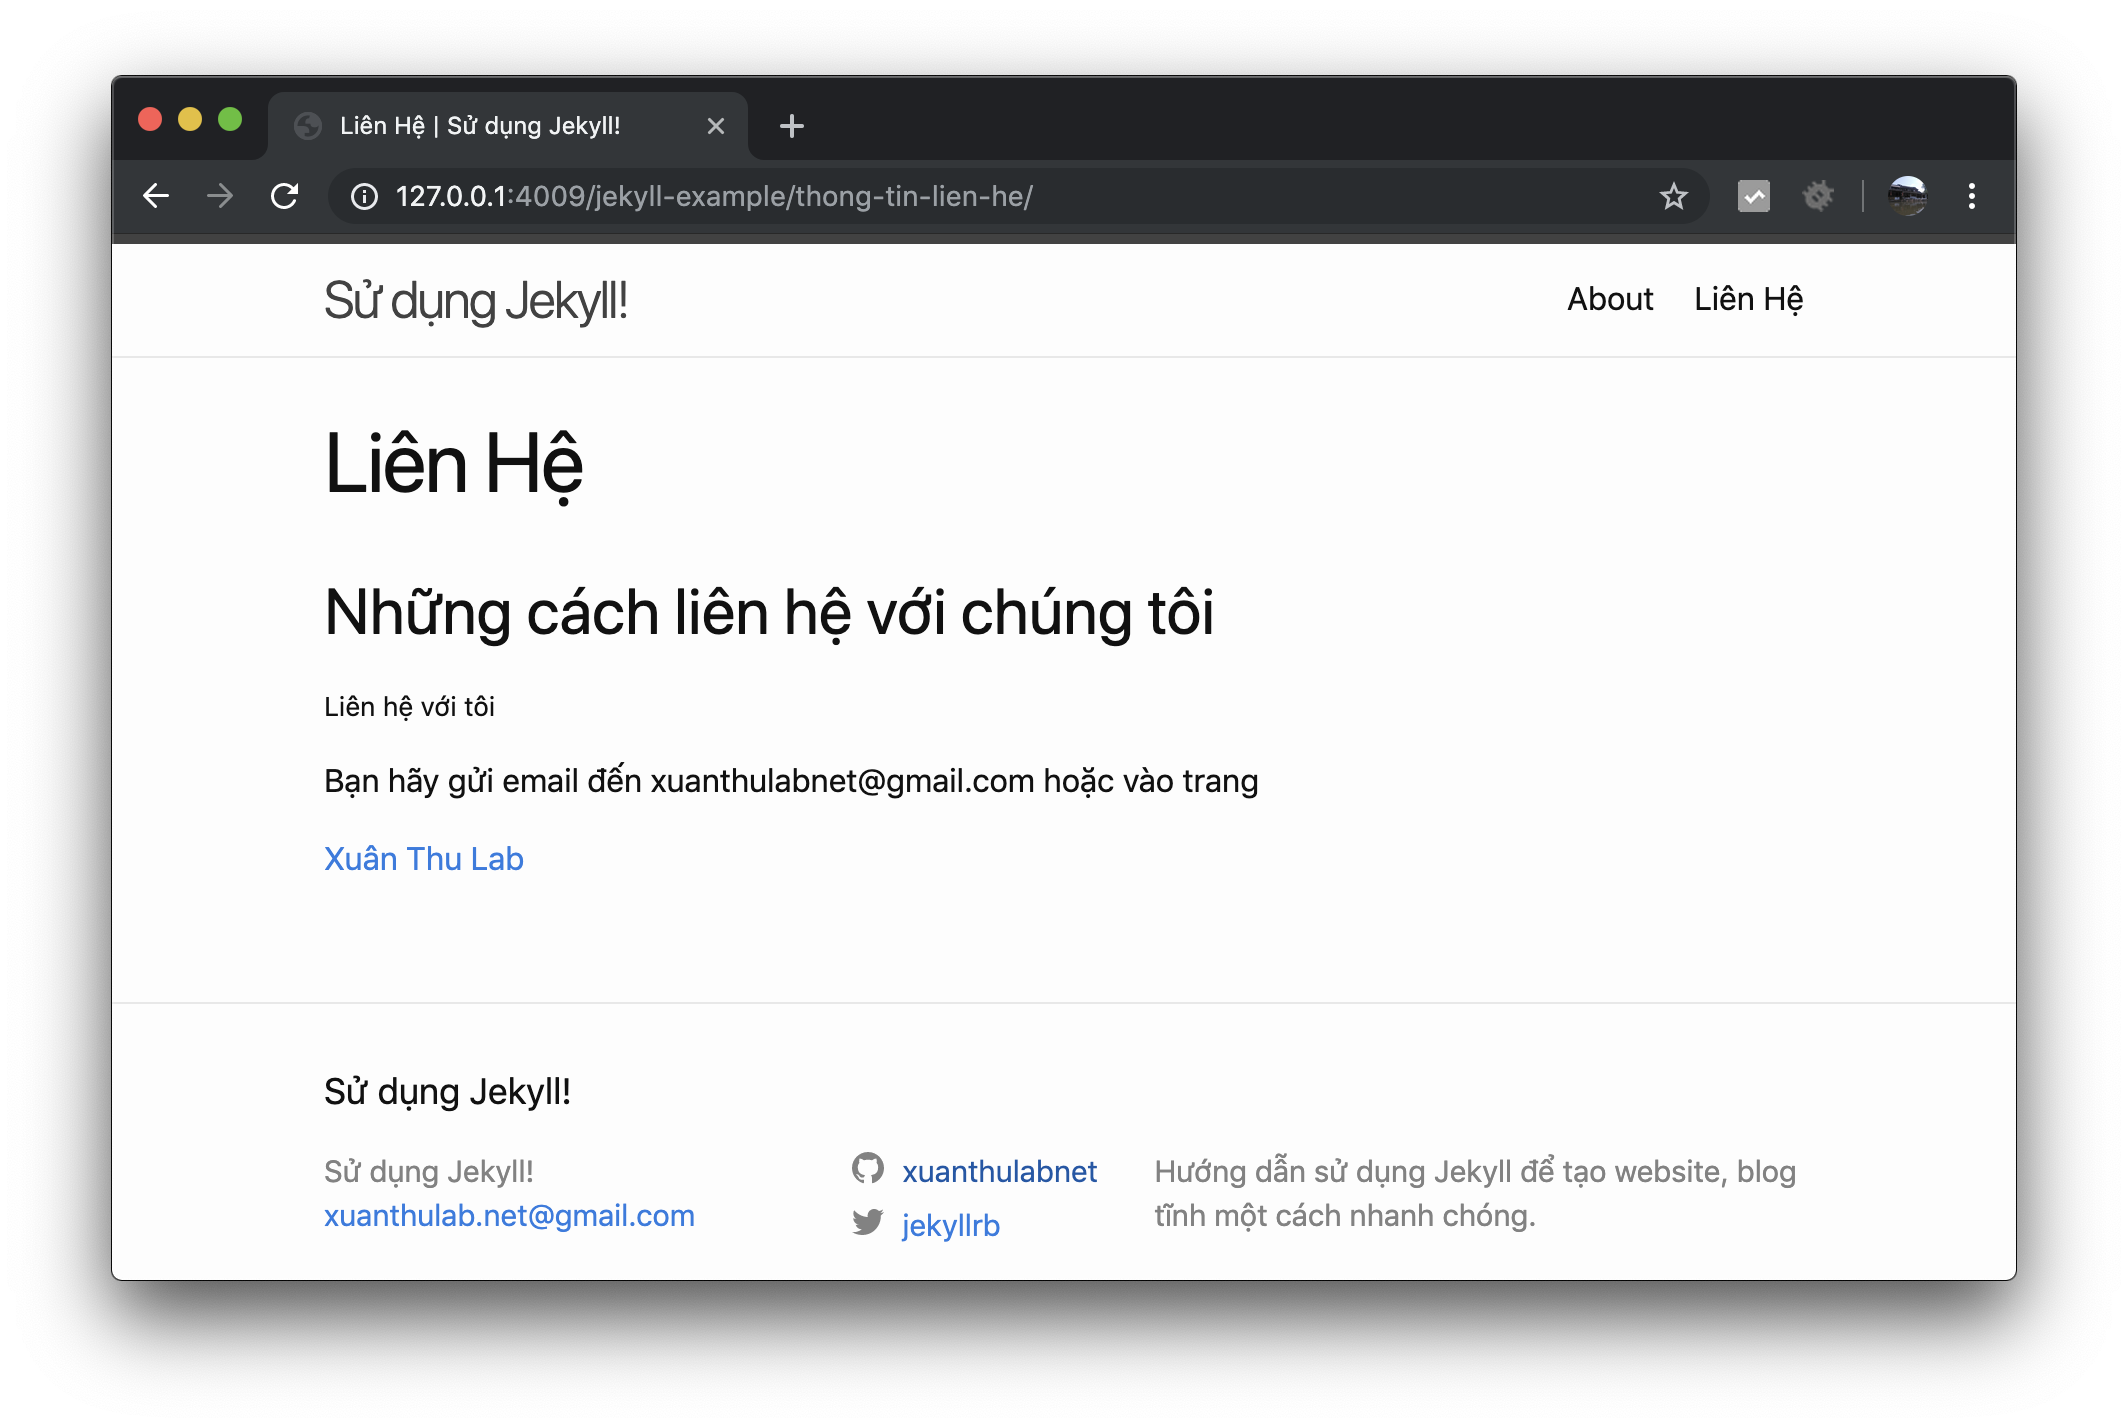 Liên Hệ | Sử dụng Jekyll!
127.0.0.1:4009/jekyll-example/thong-tin-lien-he/
Sử dụng Jekyll!
About
Liên Hệ
Liên Hệ
Những cách liên hệ với chúng tôi
Liên hệ với tôi
Bạn hãy gửi email đến xuanthulabnet@gmail.com hoặc vào trang
Xuân Thu Lab
Sử dụng Jekyll!
Sử dụng Jekyll!
xuanthulab.net@gmail.com
xuanthulabnet
jekyllrb
Hướng dẫn sử dụng Jekyll để tạo website, blog
tĩnh một cách nhanh chóng.